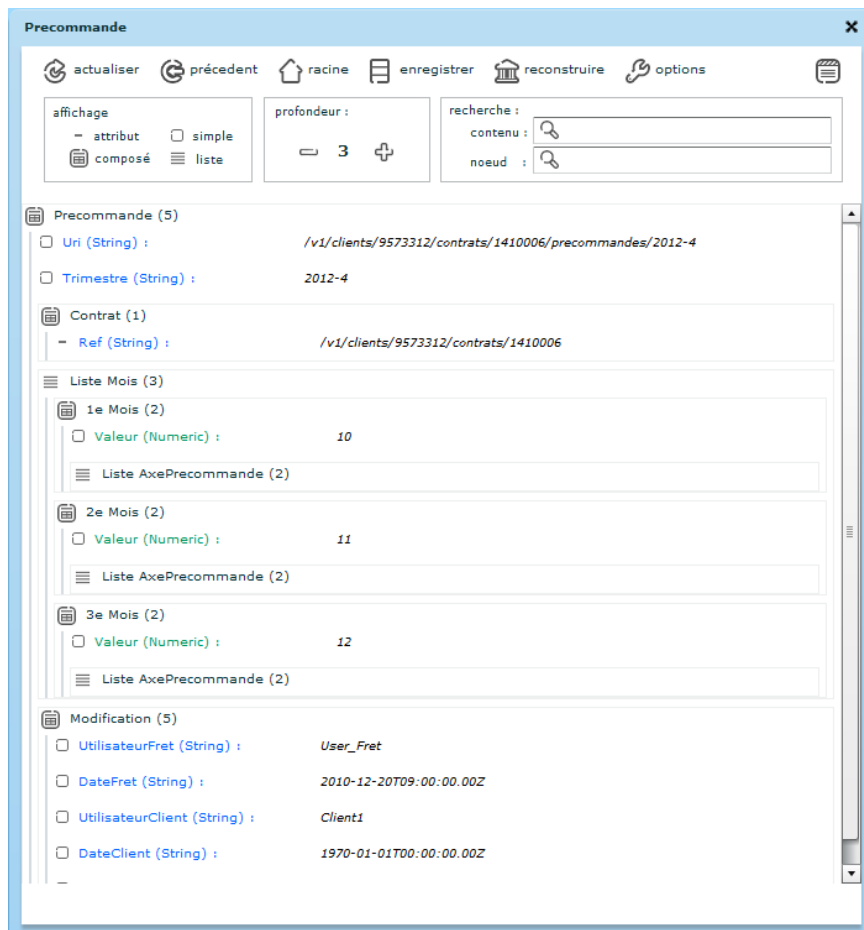 Precommande
actualiser précedent racine enregistrer reconstruire options
affichage
attribut simple
composé liste
profondeur :
3
recherche :
contenu :
noeud :
Precommande (5)
Uri (String) : /v1/clients/9573312/contrats/1410006/precommandes/2012-4
Trimestre (String) : 2012-4
Contrat (1)
Ref (String) : /v1/clients/9573312/contrats/1410006
Liste Mois (3)
1e Mois (2)
Valeur (Numeric) : 10
Liste AxePrecommande (2)
2e Mois (2)
Valeur (Numeric) : 11
Liste AxePrecommande (2)
3e Mois (2)
Valeur (Numeric) : 12
Liste AxePrecommande (2)
Modification (5)
UtilisateurFret (String) : User_Fret
DateFret (String) : 2010-12-20T09:00:00.00Z
UtilisateurClient (String) : Client1
DateClient (String) : 1970-01-01T00:00:00.00Z